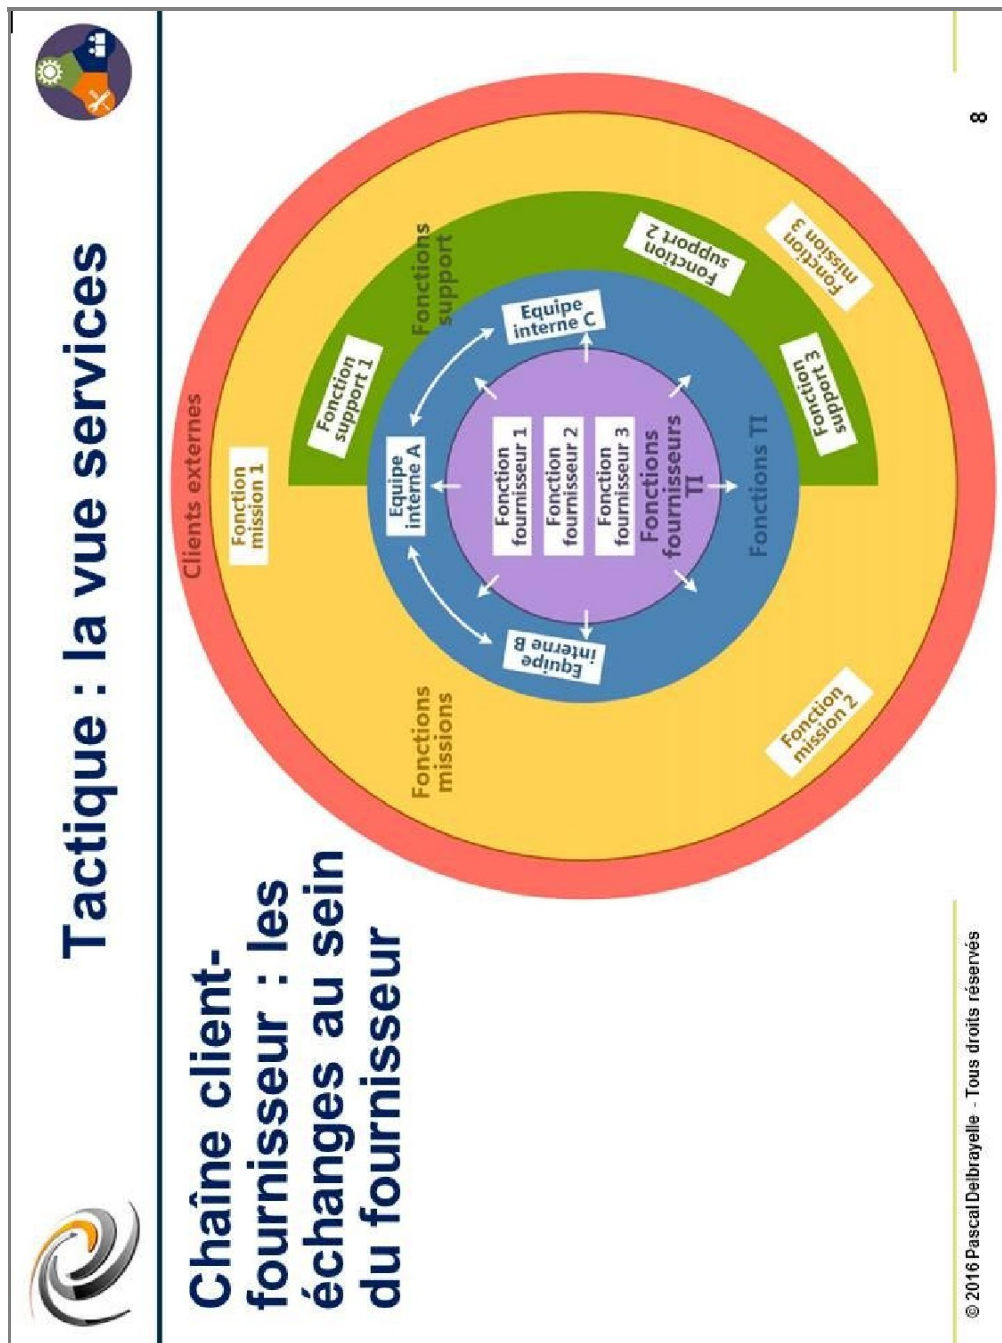 Tactique : la vue services
Chaîne client-
fournisseur : les
échanges au sein
du fournisseur
Clients externes
Fonction
mission 1
Fonctions
missions
Fonctions
support
Fonction
support 1
Equipe
interne A
Equipe
interne B
Equipe
interne C
Fonction
fournisseur 1
Fonction
fournisseur 2
Fonction
fournisseur 3
Fonctions
fournisseurs
TI
Fonctions TI
Fonction
support 2
Fonction
support 3
Fonction
mission 2
Fonction
mission 3
© 2016 Pascal Delbrayelle - Tous droits réservés
8